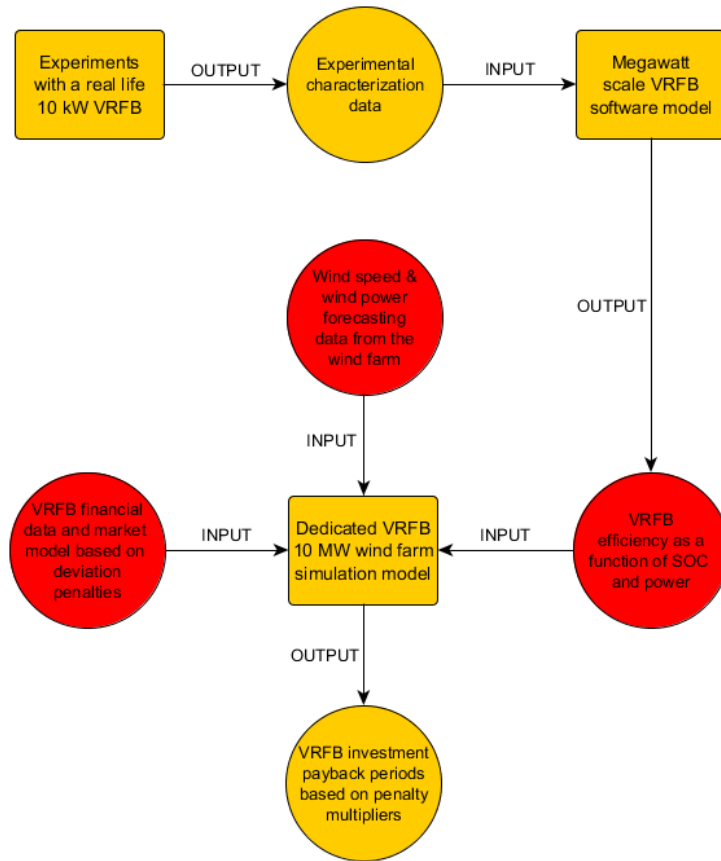 Experiments
with a real life
10 kW VRFB
OUTPUT
Experimental
characterization
data
INPUT
Megawatt
scale VRFB
software model
OUTPUT
Wind speed &
wind power
forecasting
data from the
wind farm
INPUT
VRFB financial
data and market
model based on
deviation
penalties
INPUT
Dedicated VRFB
10 MW wind farm
simulation model
INPUT
VRFB
efficiency as a
function of SOC
and power
OUTPUT
VRFB investment
payback periods
based on penalty
multipliers